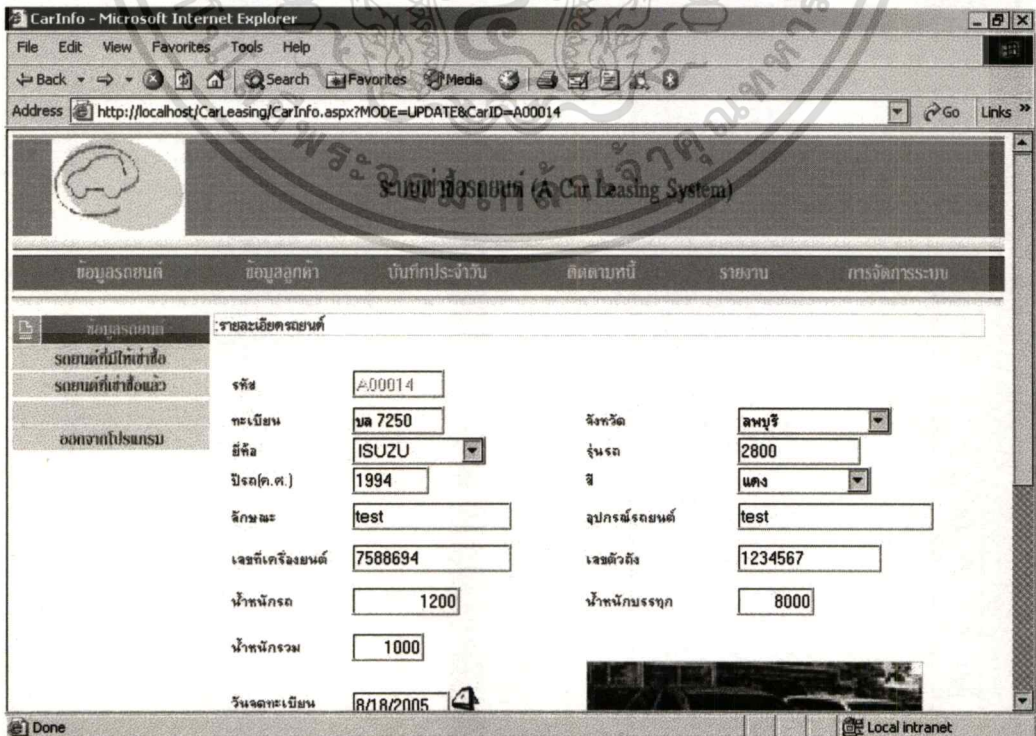 CarInfo - Microsoft Internet Explorer
File Edit View Favorites Tools Help
Back Search Favorites Media
Address http://localhost/CarLeasing/CarInfo.aspx?MODE=UPDATE&CarID=A00014 Go Links »
ระบบเช่าซื้อรถยนต์ (A Car Leasing System)
ข้อมูลรถยนต์ ข้อมูลลูกค้า บันทึกประจำวัน ติดตามหนี้ รายงาน การจัดการระบบ
ข้อมูลรถยนต์ :รายละเอียดรถยนต์
รถยนต์ที่มีให้เช่าซื้อ
รถยนต์ที่เช่าซื้อแล้ว รหัส A00014
ทะเบียน บล 7250 จังหวัด ลพบุรี
ออกจากโปรแกรม
ยี่ห้อ ISUZU รุ่นรถ 2800
ปีรถ(ค.ศ.) 1994 สี แดง
ลักษณะ test อุปกรณ์รถยนต์ test
เลขที่เครื่องยนต์ 7588694 เลขตัวถัง 1234567
น้ำหนักรถ 1200 น้ำหนักบรรทุก 8000
น้ำหนักรวม 1000
วันจดทะเบียน 8/18/2005
Done Local intranet